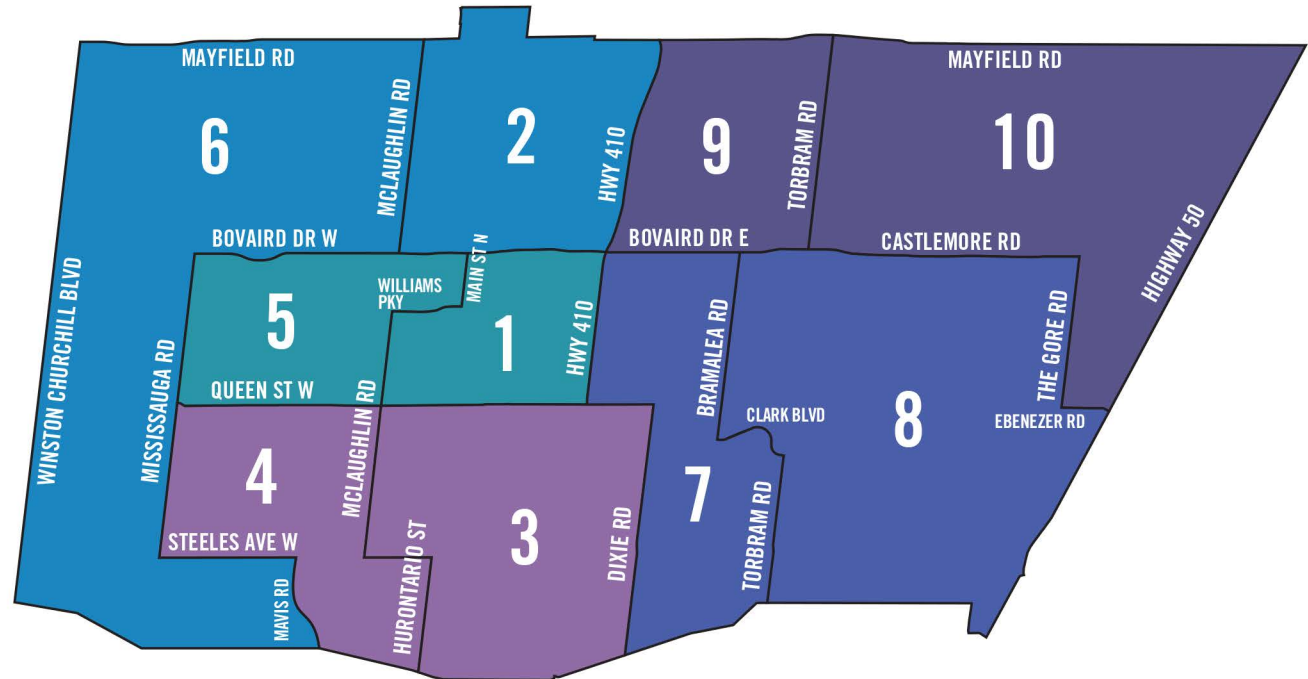 MAYFIELD RD
MAYFIELD RD
6
MCLAUGHLIN RD
2
HWY 410
9
TORBRAM RD
10
BOVAIRD DR W
BOVAIRD DR E
CASTLEMORE RD
HIGHWAY 50
WINSTON CHURCHILL BLVD
MISSISSAUGA RD
5
WILLIAMS
PKY
MAIN ST N
1
HWY 410
BRAMALEA RD
THE GORE RD
QUEEN ST W
CLARK BLVD
8
EBENEZER RD
4
MCLAUGHLIN RD
3
7
STEELES AVE W
HURONTARIO ST
DIXIE RD
TORBRAM RD
MAVIS RD